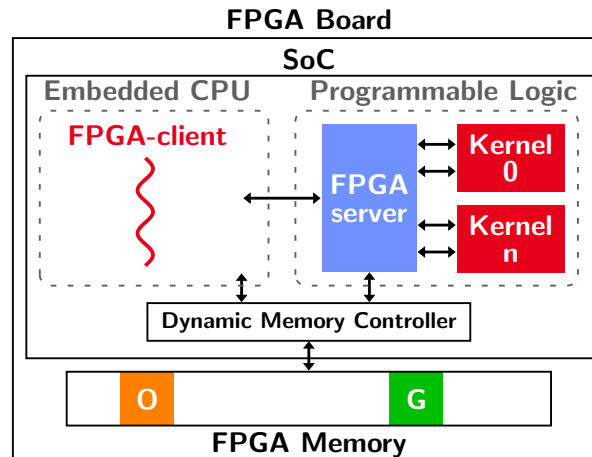 FPGA Board
SoC
Embedded CPU
Programmable Logic
FPGA-client
FPGA
server
Kernel
0
Kernel
n
Dynamic Memory Controller
O
G
FPGA Memory